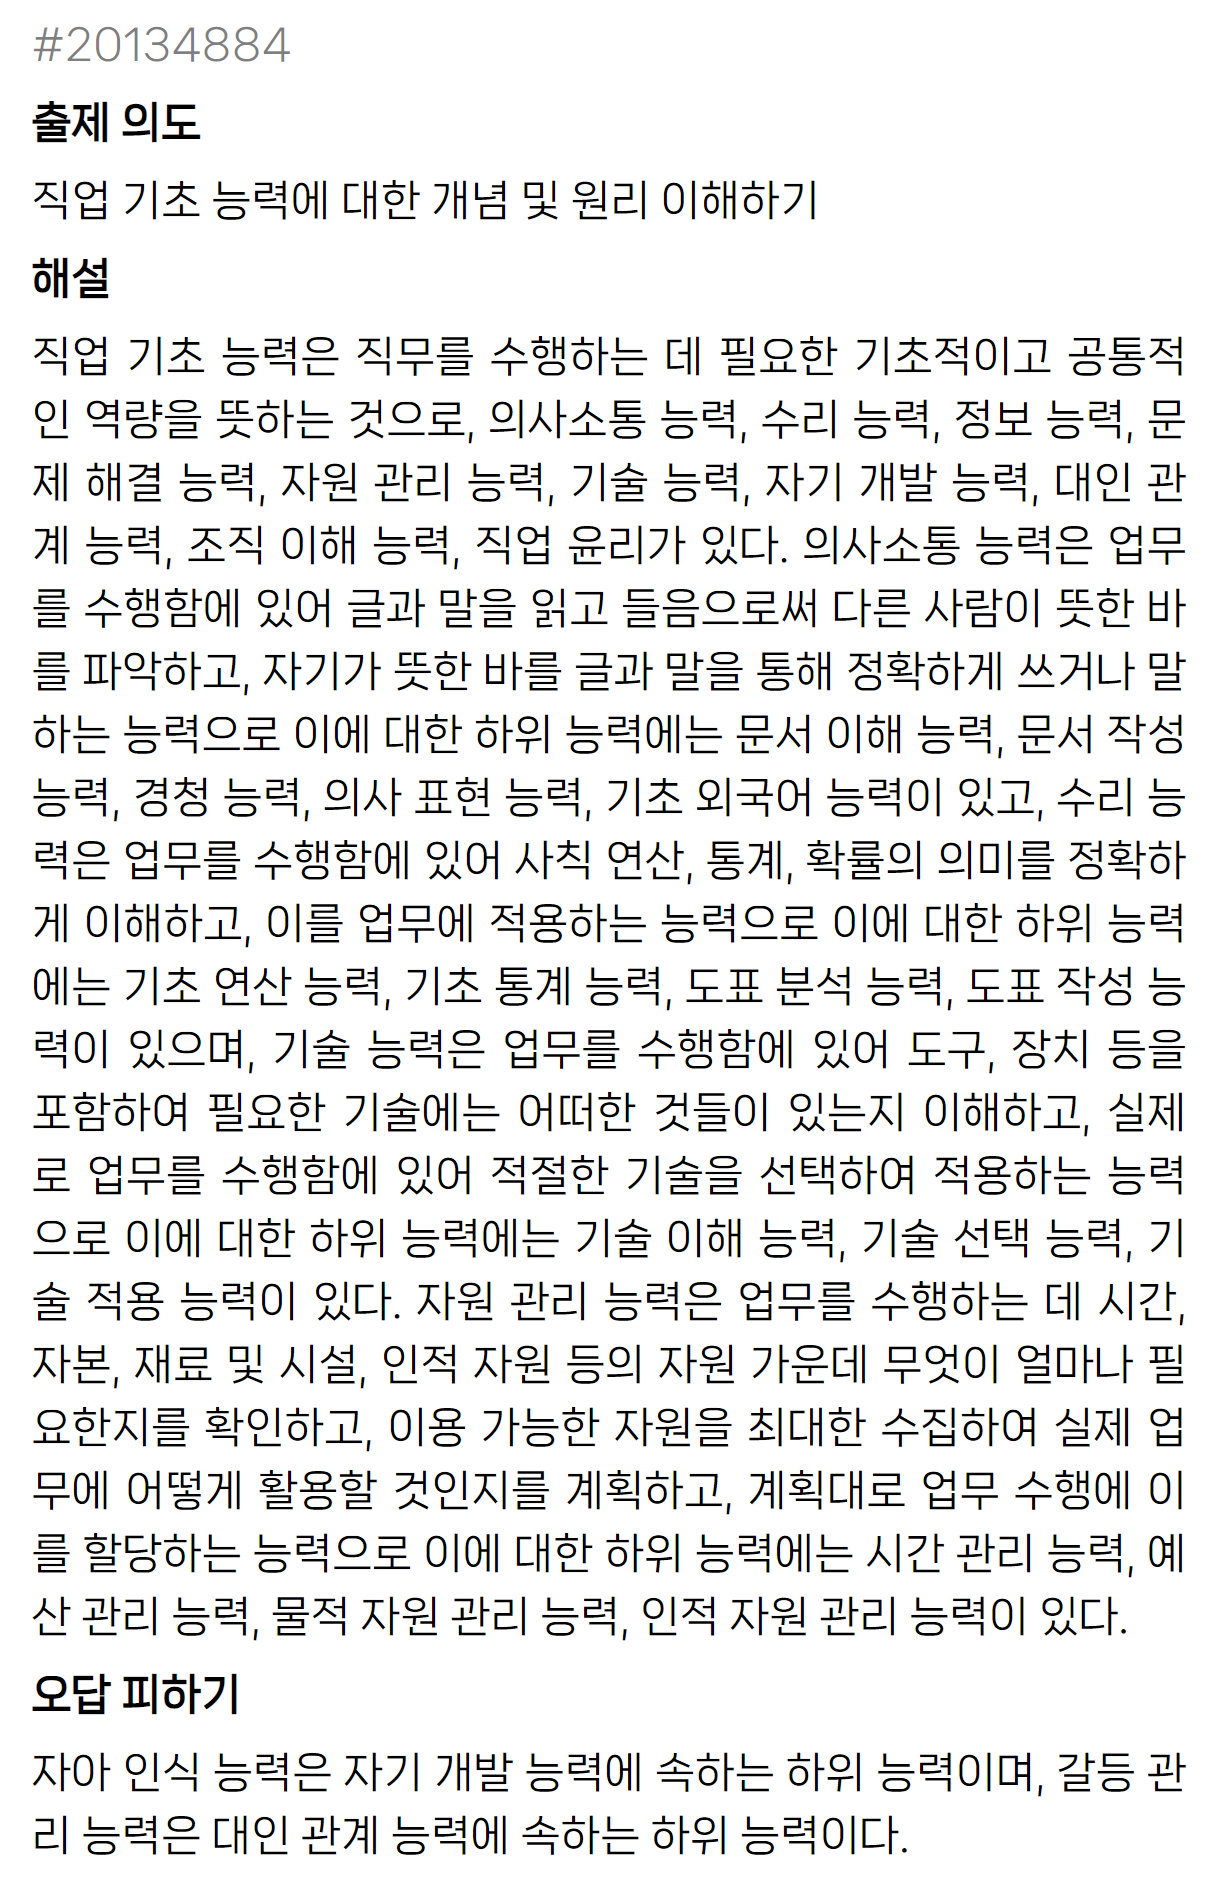 #20134884
출제 의도
직업 기초 능력에 대한 개념 및 원리 이해하기
해설
직업 기초 능력은 직무를 수행하는 데 필요한 기초적이고 공통적
인 역량을 뜻하는 것으로, 의사소통 능력, 수리 능력, 정보 능력, 문
제 해결 능력, 자원 관리 능력, 기술 능력, 자기 개발 능력, 대인 관
계 능력, 조직 이해 능력, 직업 윤리가 있다. 의사소통 능력은 업무
를 수행함에 있어 글과 말을 읽고 들음으로써 다른 사람이 뜻한 바
를 파악하고, 자기가 뜻한 바를 글과 말을 통해 정확하게 쓰거나 말
하는 능력으로 이에 대한 하위 능력에는 문서 이해 능력, 문서 작성
능력, 경청 능력, 의사 표현 능력, 기초 외국어 능력이 있고, 수리 능
력은 업무를 수행함에 있어 사칙 연산, 통계, 확률의 의미를 정확하
게 이해하고, 이를 업무에 적용하는 능력으로 이에 대한 하위 능력
에는 기초 연산 능력, 기초 통계 능력, 도표 분석 능력, 도표 작성 능
력이 있으며, 기술 능력은 업무를 수행함에 있어 도구, 장치 등을
포함하여 필요한 기술에는 어떠한 것들이 있는지 이해하고, 실제
로 업무를 수행함에 있어 적절한 기술을 선택하여 적용하는 능력
으로 이에 대한 하위 능력에는 기술 이해 능력, 기술 선택 능력, 기
술 적용 능력이 있다. 자원 관리 능력은 업무를 수행하는 데 시간,
자본, 재료 및 시설, 인적 자원 등의 자원 가운데 무엇이 얼마나 필
요한지를 확인하고, 이용 가능한 자원을 최대한 수집하여 실제 업
무에 어떻게 활용할 것인지를 계획하고, 계획대로 업무 수행에 이
를 할당하는 능력으로 이에 대한 하위 능력에는 시간 관리 능력, 예
산 관리 능력, 물적 자원 관리 능력, 인적 자원 관리 능력이 있다.
오답 피하기
자아 인식 능력은 자기 개발 능력에 속하는 하위 능력이며, 갈등 관
리 능력은 대인 관계 능력에 속하는 하위 능력이다.